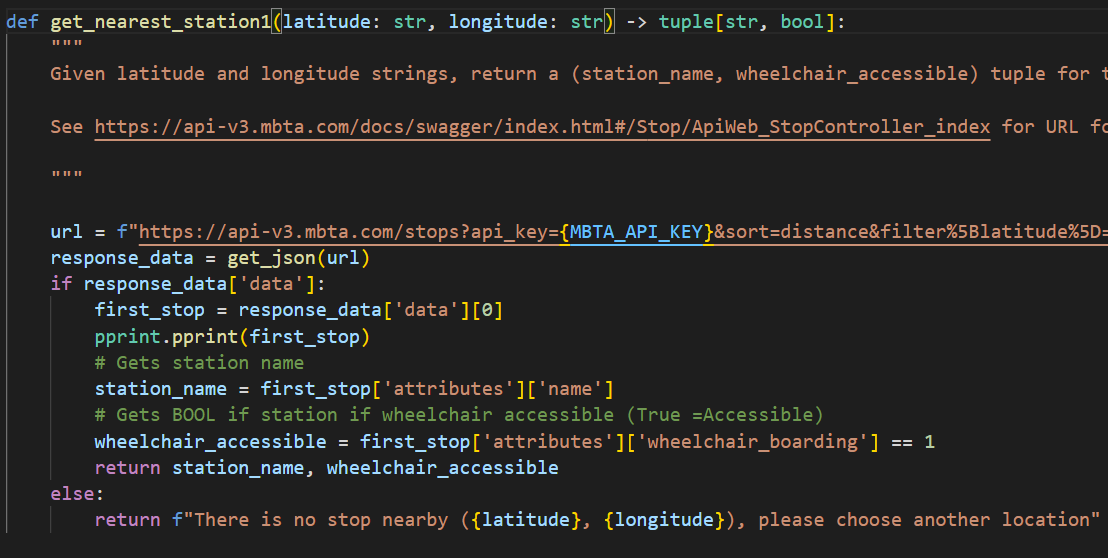 def get_nearest_station1(latitude: str, longitude: str) -> tuple[str, bool]:
"""
Given latitude and longitude strings, return a (station_name, wheelchair_accessible) tuple for t
See https://api-v3.mbta.com/docs/swagger/index.html#/Stop/ApiWeb_StopController_index for URL fo
"""
url = f"https://api-v3.mbta.com/stops?api_key={MBTA_API_KEY}&sort=distance&filter%5Blatitude%5D=
response_data = get_json(url)
if response_data['data']:
first_stop = response_data['data'][0]
pprint.pprint(first_stop)
# Gets station name
station_name = first_stop['attributes']['name']
# Gets BOOL if station if wheelchair accessible (True =Accessible)
wheelchair_accessible = first_stop['attributes']['wheelchair_boarding'] == 1
return station_name, wheelchair_accessible
else:
return f"There is no stop nearby ({latitude}, {longitude}), please choose another location"